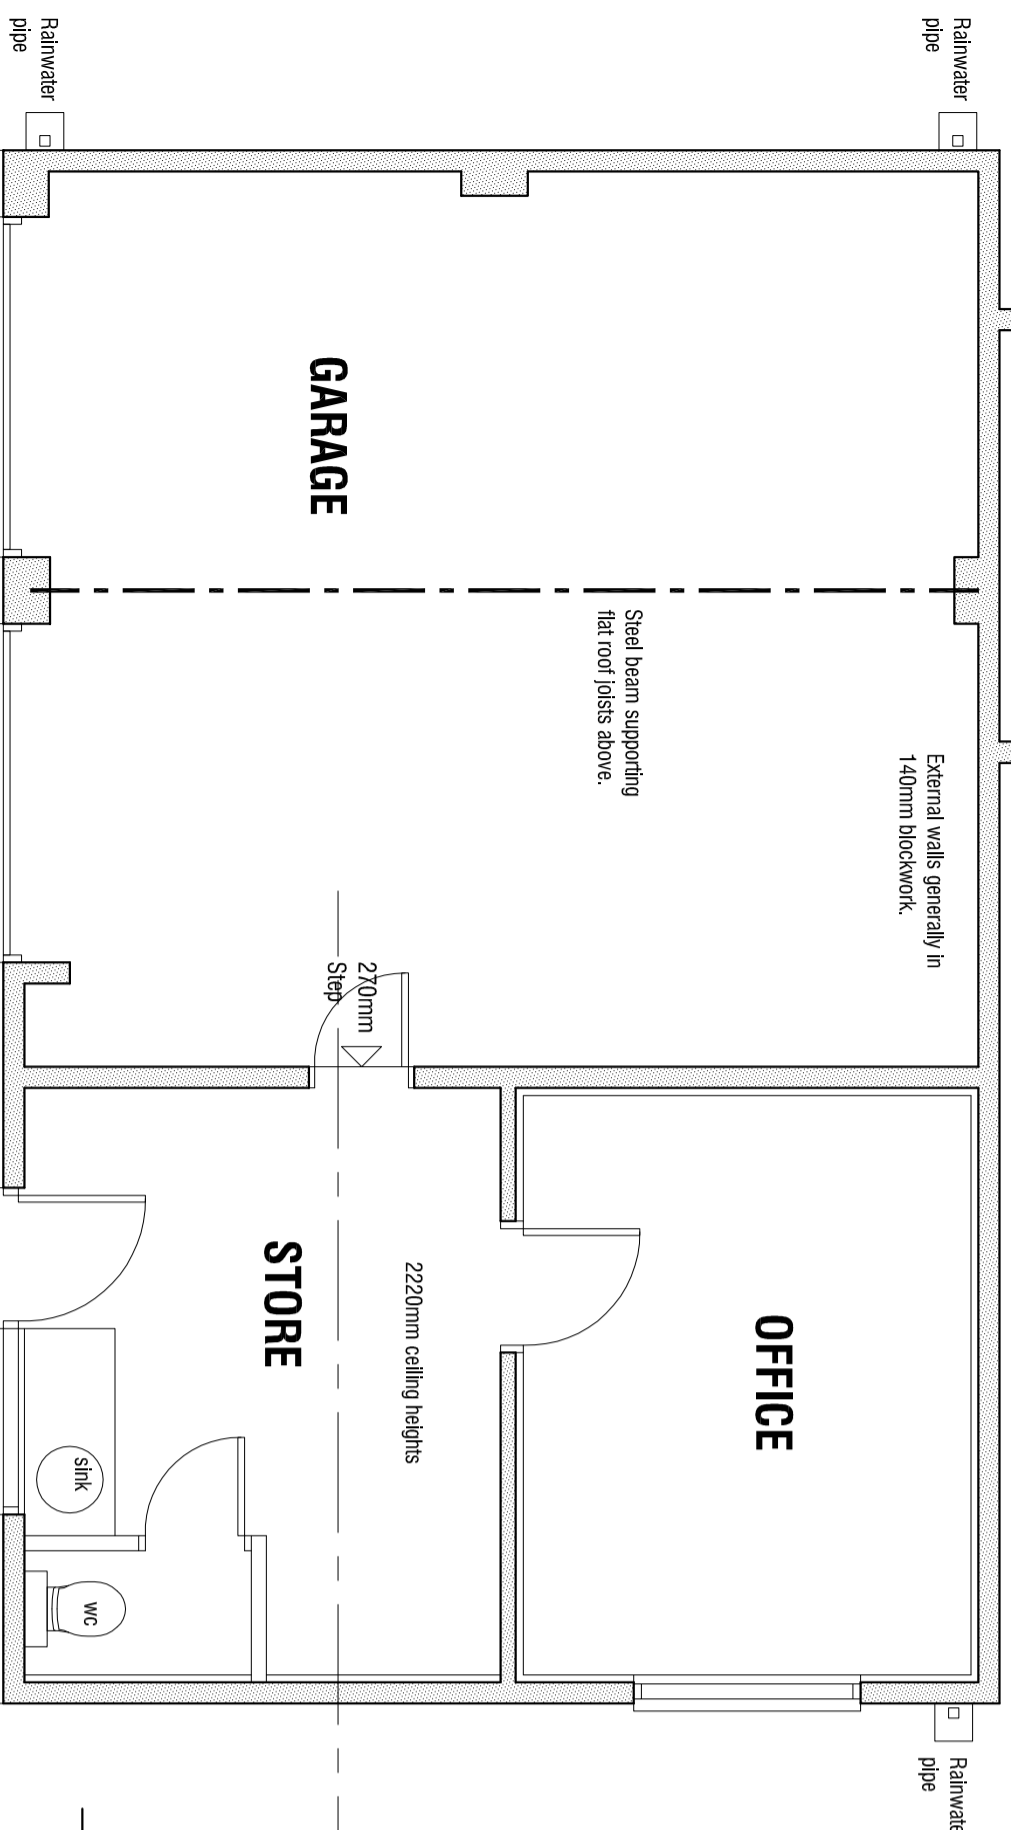 Rainwater
pipe
Rainwater
pipe
GARAGE
Steel beam supporting
flat roof joists above.
External walls generally in
140mm blockwork.
270mm
Step
STORE
2220mm ceiling heights
OFFICE
sink
wc
Rainwate
pipe